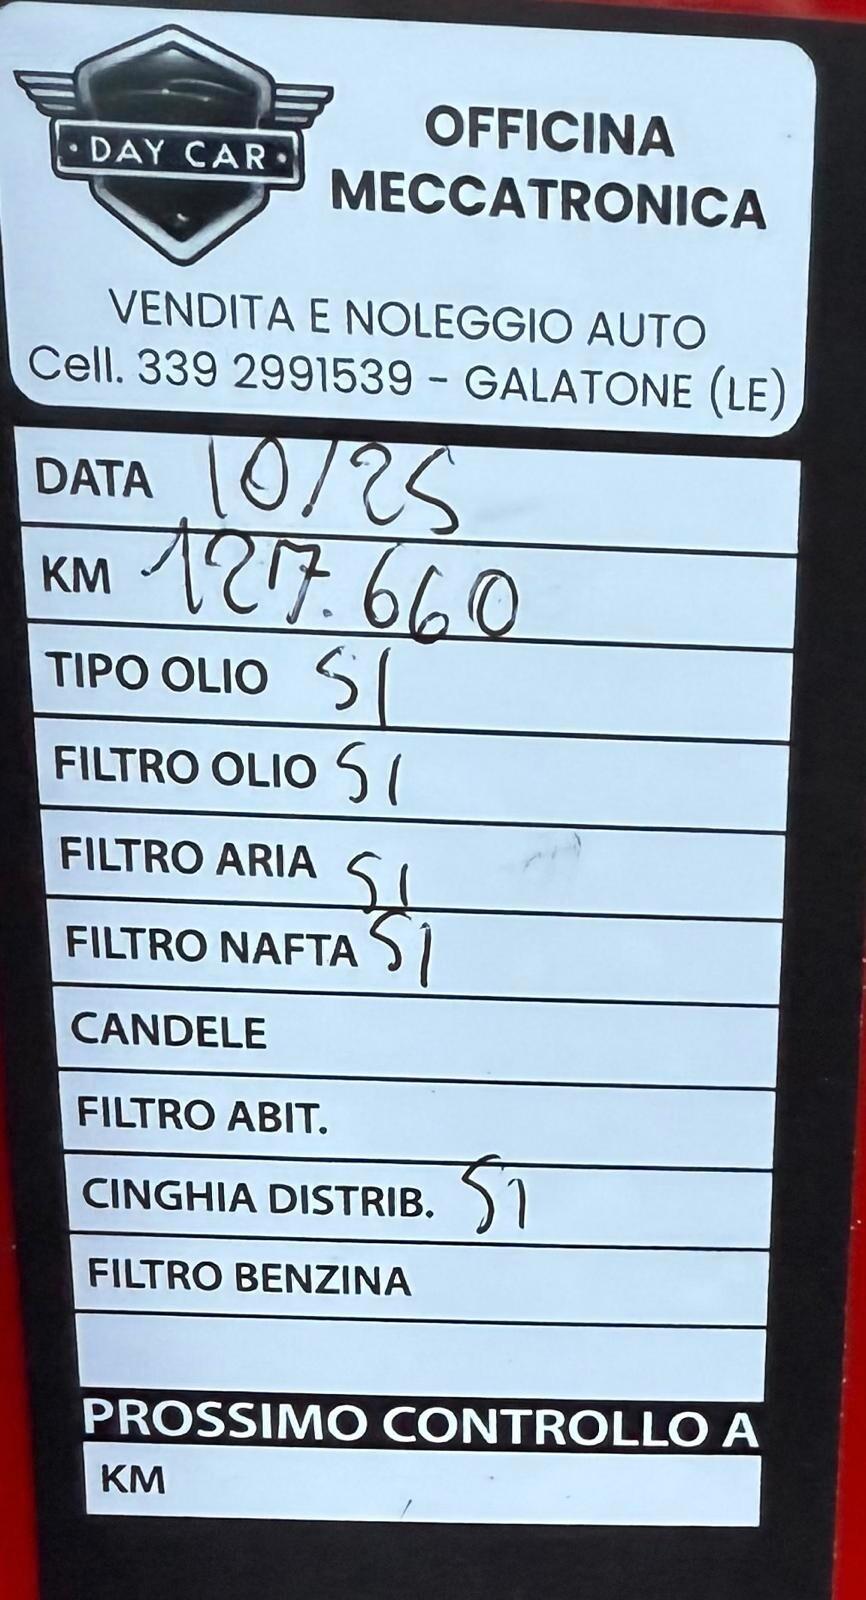 · DAY CAR ·
OFFICINA
MECCATRONICA
VENDITA E NOLEGGIO AUTO
Cell. 339 2991539 - GALATONE (LE)
DATA 10/25
KM 127.660
TIPO OLIO SI
FILTRO OLIO SI
FILTRO ARIA SI
FILTRO NAFTA SI
CANDELE
FILTRO ABIT.
CINGHIA DISTRIB. SI
FILTRO BENZINA
PROSSIMO CONTROLLO A
KM